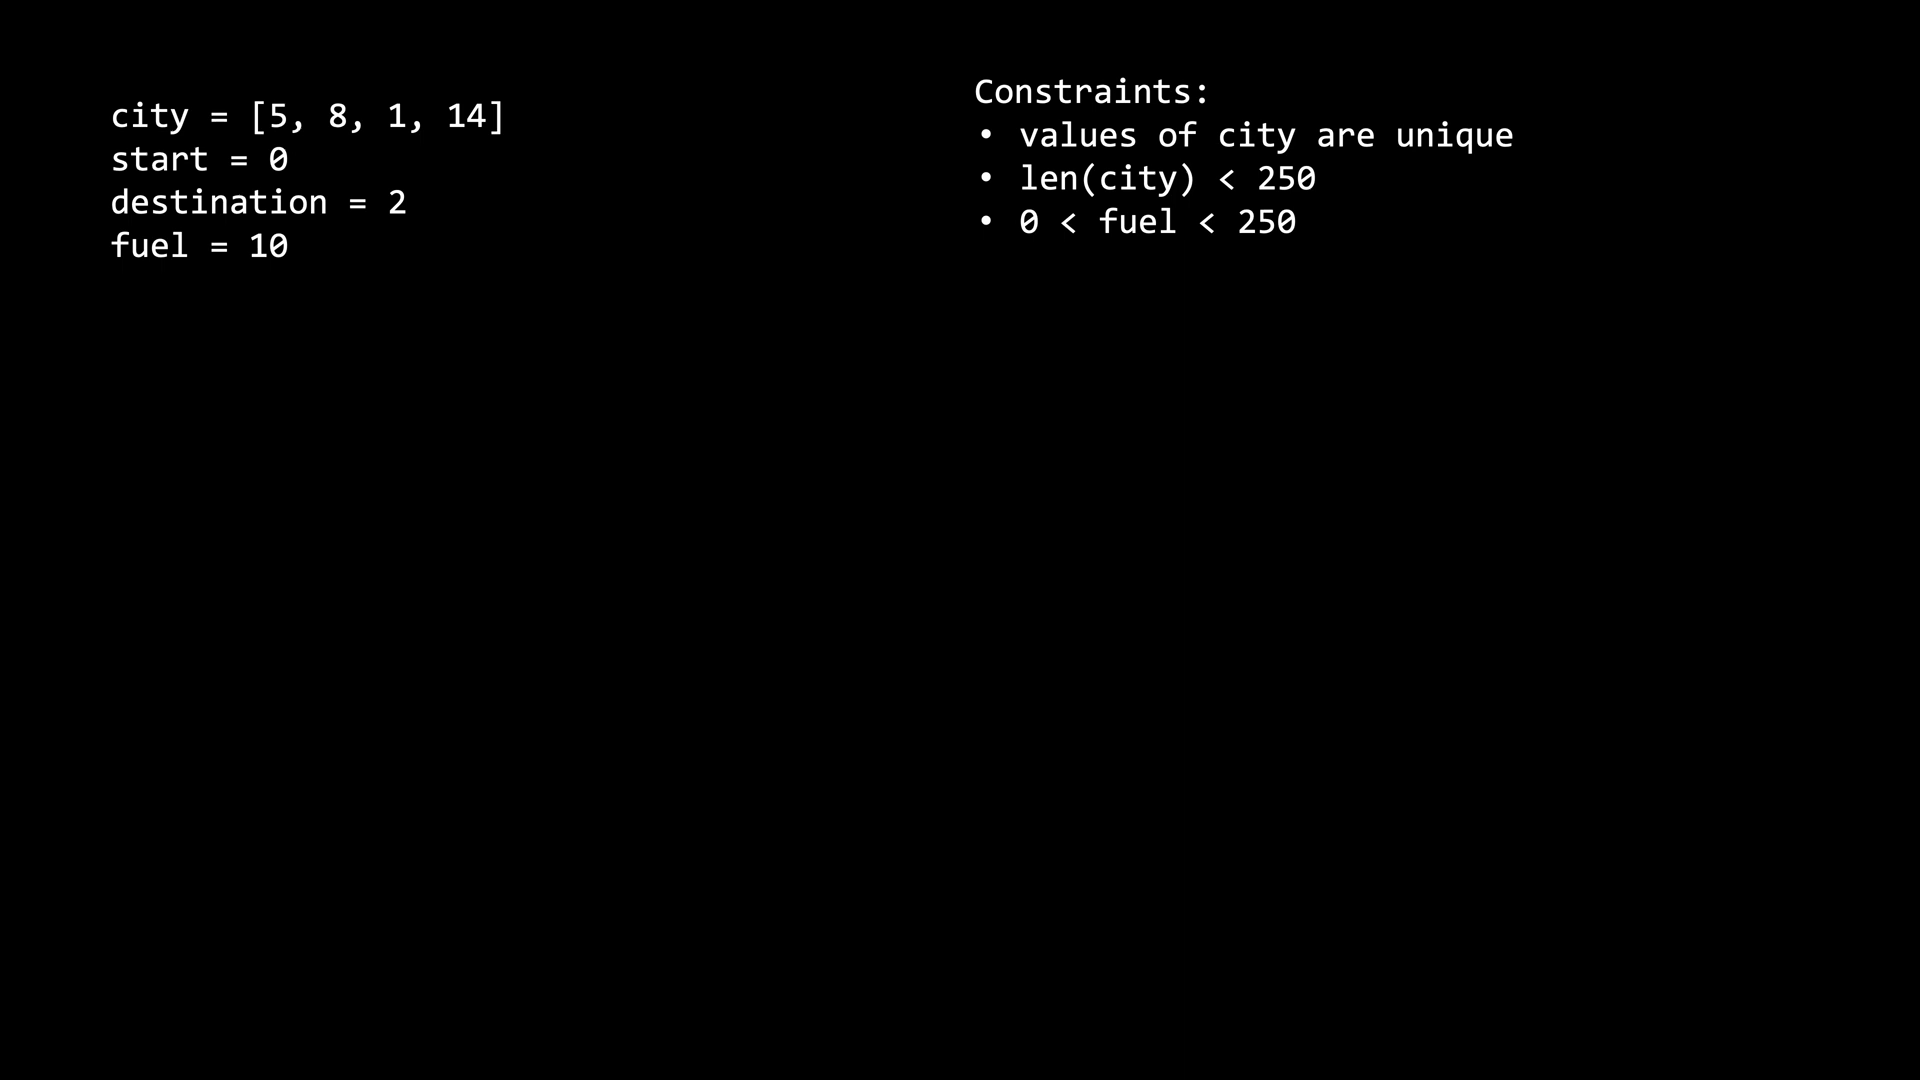 city = [5, 8, 1, 14]
start = 0
destination = 2
fuel = 10
Constraints:
• values of city are unique
• len(city) < 250
• 0 < fuel < 250